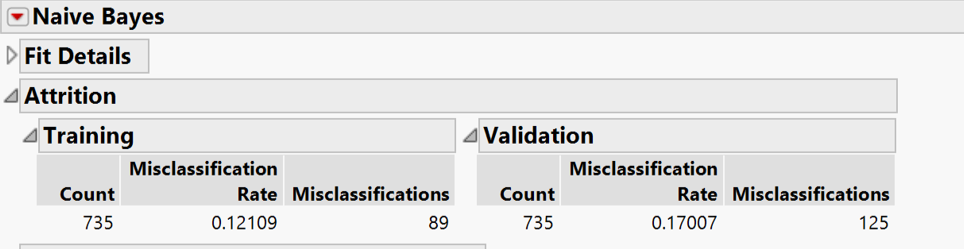 Naive Bayes
Fit Details
Attrition
Training Validation
Misclassification Misclassification
Count Rate Misclassifications Count Rate Misclassifications
735 0.12109 89 735 0.17007 125